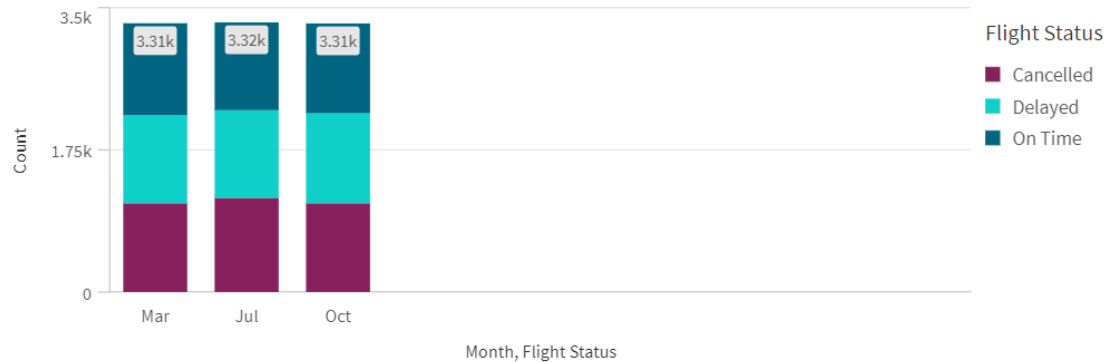 3.5k
1.75k
0
Count
3.31k
3.32k
3.31k
Mar
Jul
Oct
Month, Flight Status
Flight Status
Cancelled
Delayed
On Time